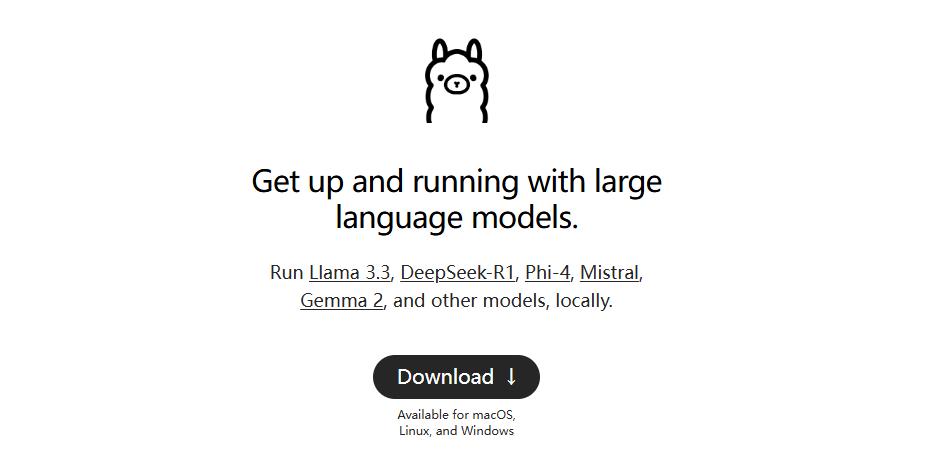 Get up and running with large
language models.
Run Llama 3.3, DeepSeek-R1, Phi-4, Mistral,
Gemma 2, and other models, locally.
Download ↓
Available for macOS,
Linux, and Windows